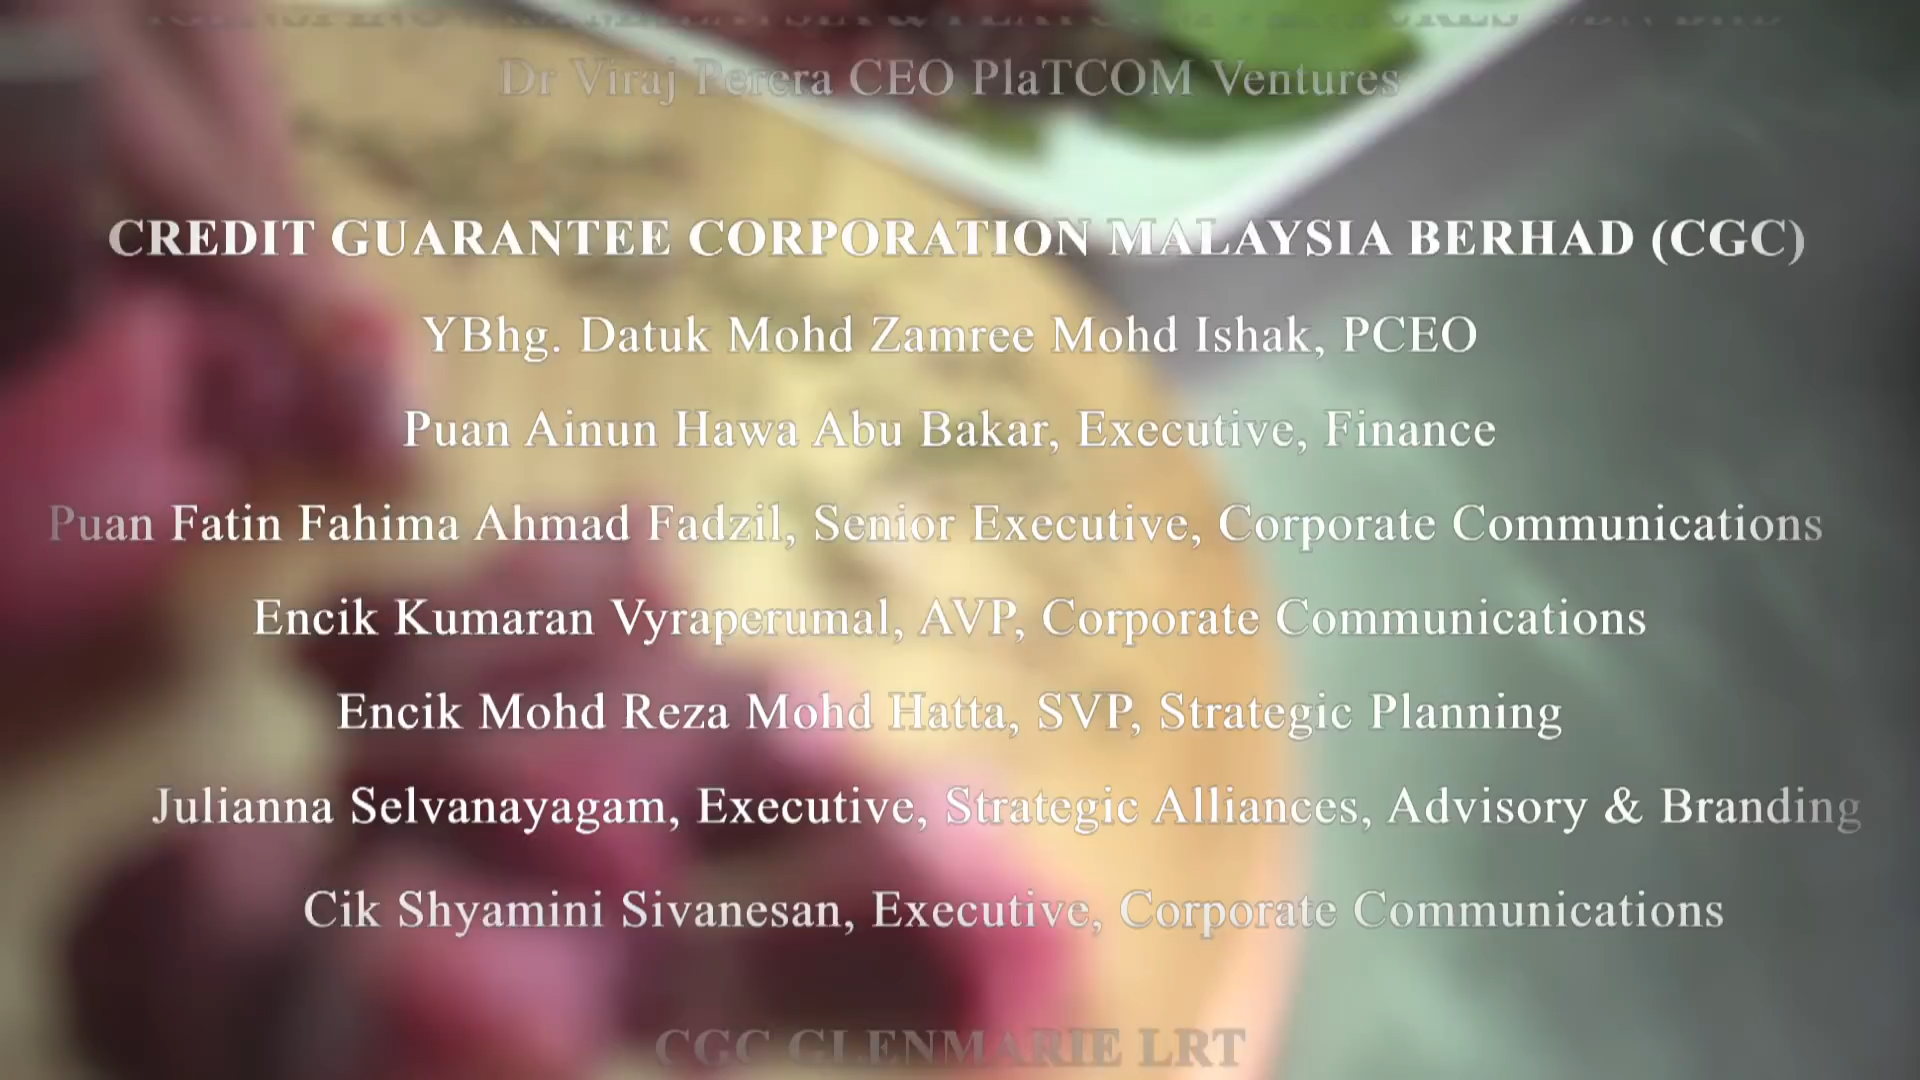 Dr Viraj Perera CEO PlaTCOM Ventures
CREDIT GUARANTEE CORPORATION MALAYSIA BERHAD (CGC)
YBhg. Datuk Mohd Zamree Mohd Ishak, PCEO
Puan Ainun Hawa Abu Bakar, Executive, Finance
Puan Fatin Fahima Ahmad Fadzil, Senior Executive, Corporate Communications
Encik Kumaran Vyraperumal, AVP, Corporate Communications
Encik Mohd Reza Mohd Hatta, SVP, Strategic Planning
Julianna Selvanayagam, Executive, Strategic Alliances, Advisory & Branding
Cik Shyamini Sivanesan, Executive, Corporate Communications
CGC GLENMARIE LRT